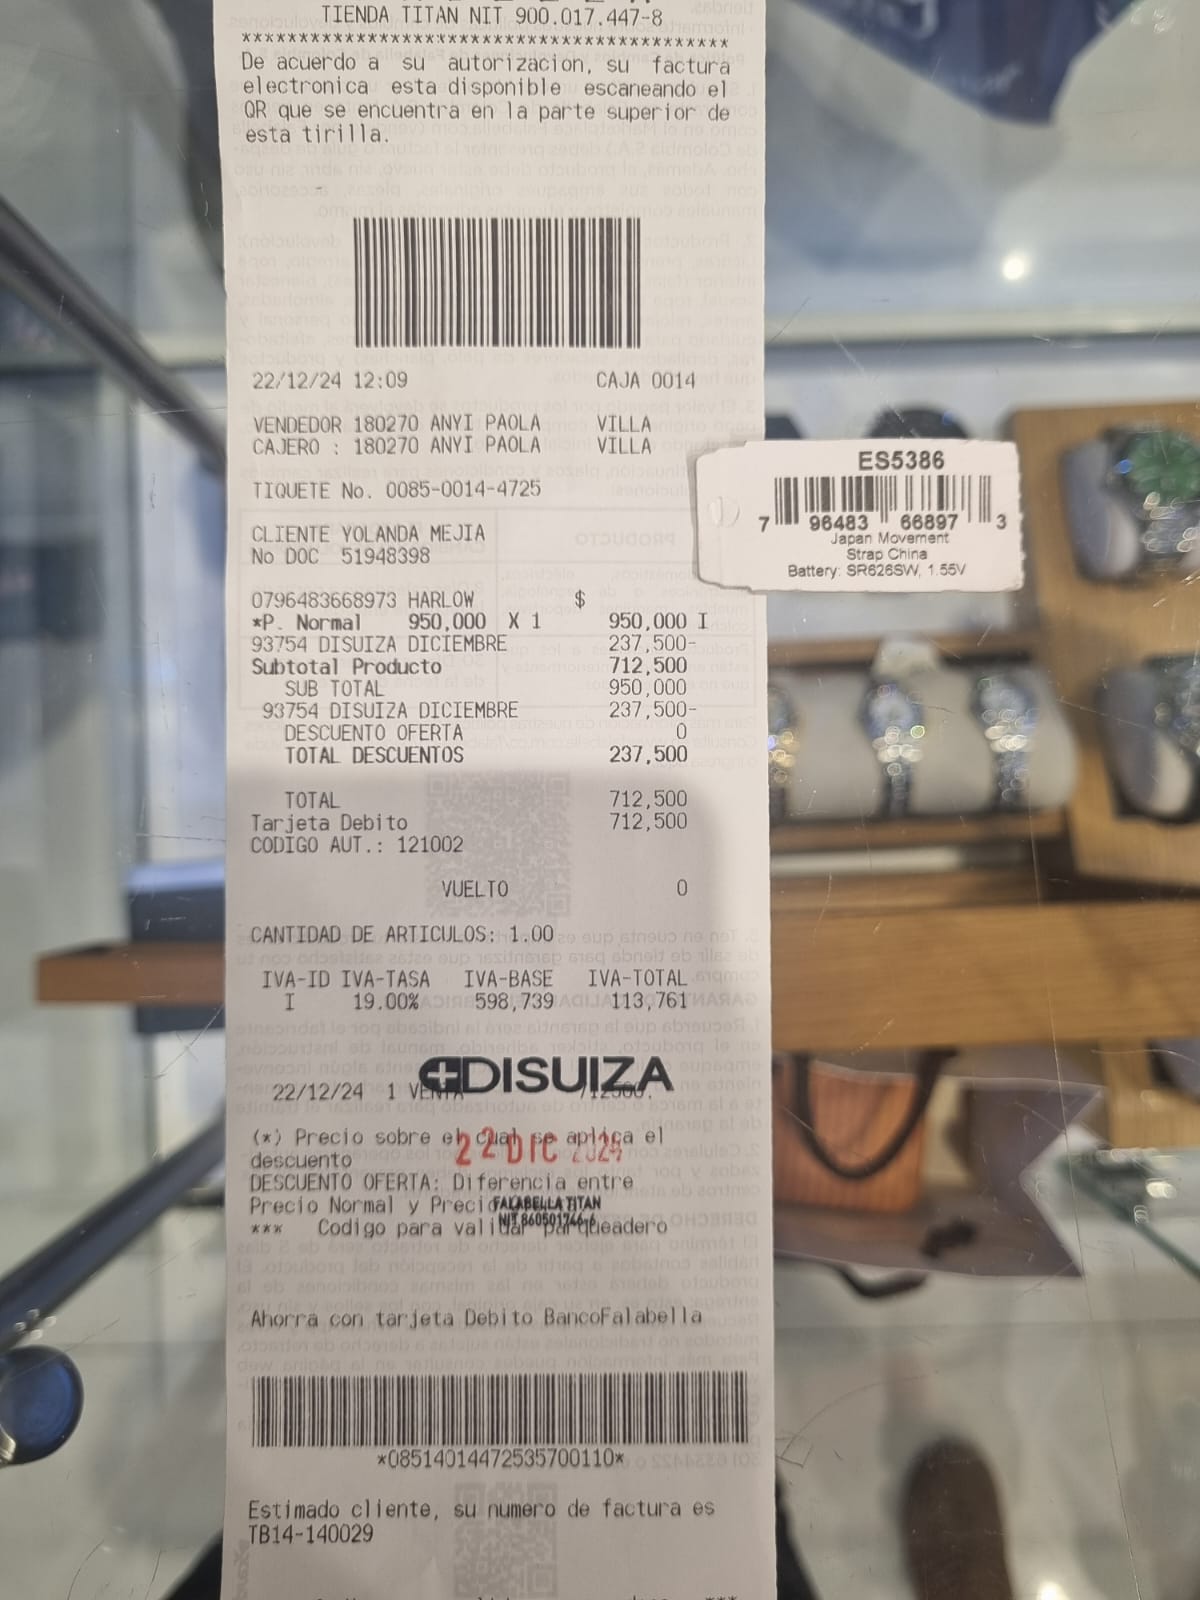 TIENDA TITAN NIT 900.017.447-8
*******************************************
De acuerdo a su autorizacion, su factura
electronica esta disponible escaneando el
QR que se encuentra en la parte superior de
esta tirilla.
22/12/24 12:09 CAJA 0014
VENDEDOR 180270 ANYI PAOLA VILLA
CAJERO : 180270 ANYI PAOLA VILLA
TIQUETE No. 0085-0014-4725
CLIENTE YOLANDA MEJIA
No DOC 51948398
0796483668973 HARLOW $
*P. Normal 950,000 X 1 950,000 I
93754 DISUIZA DICIEMBRE 237,500-
Subtotal Producto 712,500
SUB TOTAL 950,000
93754 DISUIZA DICIEMBRE 237,500-
DESCUENTO OFERTA 0
TOTAL DESCUENTOS 237,500
TOTAL 712,500
Tarjeta Debito 712,500
CODIGO AUT.: 121002
VUELTO 0
CANTIDAD DE ARTICULOS: 1.00
IVA-ID IVA-TASA IVA-BASE IVA-TOTAL
I 19.00% 598,739 113,761
DISUIZA
22/12/24 1 VENTA 712500.
(*) Precio sobre el cual se aplica el
22 DIC 2024
descuento
DESCUENTO OFERTA: Diferencia entre
Precio Normal y Precio
FALABELLA TITAN
NIT 860501746-6
*** Codigo para validar parqueadero
Ahorra con tarjeta Debito BancoFalabella
*08514014472535700110*
Estimado cliente, su numero de factura es
TB14-140029
ES5386
7 96483 66897 3
Japan Movement
Strap China
Battery: SR626SW, 1.55V